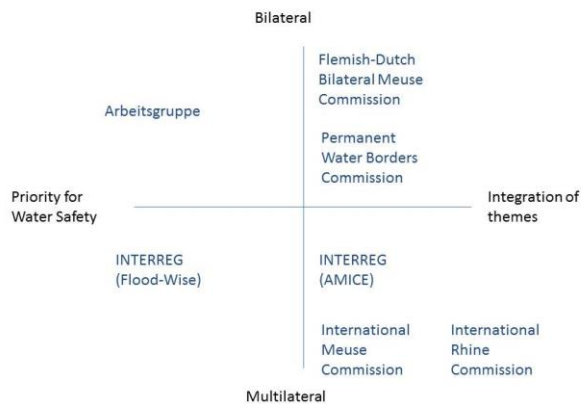 Bilateral
Flemish-Dutch
Bilateral Meuse
Commission
Arbeitsgruppe
Permanent
Water Borders
Commission
Priority for
Water Safety
Integration of
themes
INTERREG
(Flood-Wise)
INTERREG
(AMICE)
International
Meuse
Commission
International
Rhine
Commission
Multilateral